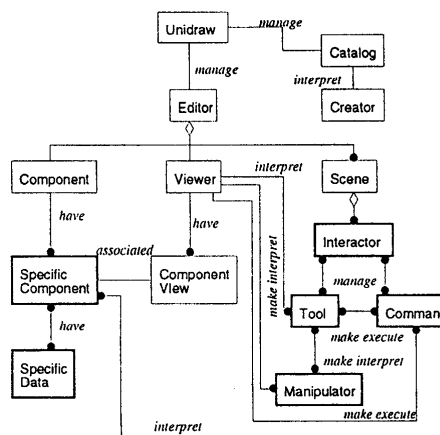 Unidraw
manage
Catalog
manage
interpret
Editor
Creator
Component
Viewer
interpret
Scene
have
have
Interactor
associated
make interpret
Specific
Component
Component
View
manage
Tool
Comman
have
make execute
make interpret
Specific
Data
Manipulator
make execute
interpret